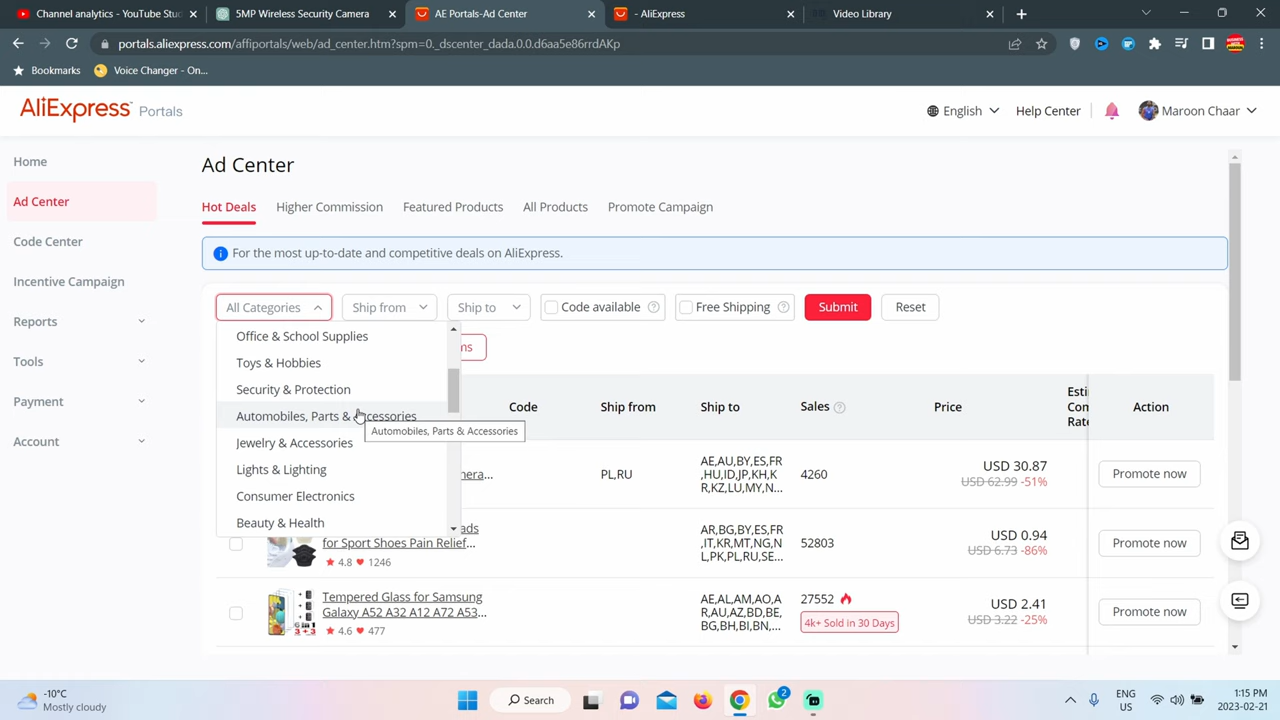 Channel analytics - YouTube Stud
5MP Wireless Security Camera
AE Portals-Ad Center
- AliExpress
Video Library
portals.aliexpress.com/affiportals/web/ad_center.htm?spm=0._dscenter_dada.0.0.d6aa5e86rrdAKp
Bookmarks
Voice Changer - On...
AliExpress Portals
English
Help Center
Maroon Chaar
Home
Ad Center
Code Center
Incentive Campaign
Reports
Tools
Payment
Account
Ad Center
Hot Deals
Higher Commission
Featured Products
All Products
Promote Campaign
For the most up-to-date and competitive deals on AliExpress.
All Categories
Ship from
Ship to
Code available
Free Shipping
Submit
Reset
Office & School Supplies
Toys & Hobbies
Security & Protection
Automobiles, Parts & Accessories
Automobiles, Parts & Accessories
Jewelry & Accessories
Lights & Lighting
Consumer Electronics
Beauty & Health
ms
Code
Ship from
Ship to
Sales
Price
Esti
Com
Rate
Action
mera...
PL,RU
AE,AU,BY,ES,FR
,HU,ID,JP,KH,K
R,KZ,LU,MY,N...
4260
USD 30.87
USD 62.99 -51%
Promote now
ads
for Sport Shoes Pain Relief...
4.8 1246
AR,BG,BY,ES,FR
,IT,KR,MT,NG,N
L,PK,PL,RU,SE...
52803
USD 0.94
USD 6.73 -86%
Promote now
Tempered Glass for Samsung
Galaxy A52 A32 A12 A72 A53...
4.6 477
AE,AL,AM,AO,A
R,AU,AZ,BD,BE,
BG,BH,BI,BN,...
27552
4k+ Sold in 30 Days
USD 2.41
USD 3.22 -25%
Promote now
-10°C
Mostly cloudy
Search
2
ENG
US
1:15 PM
2023-02-21